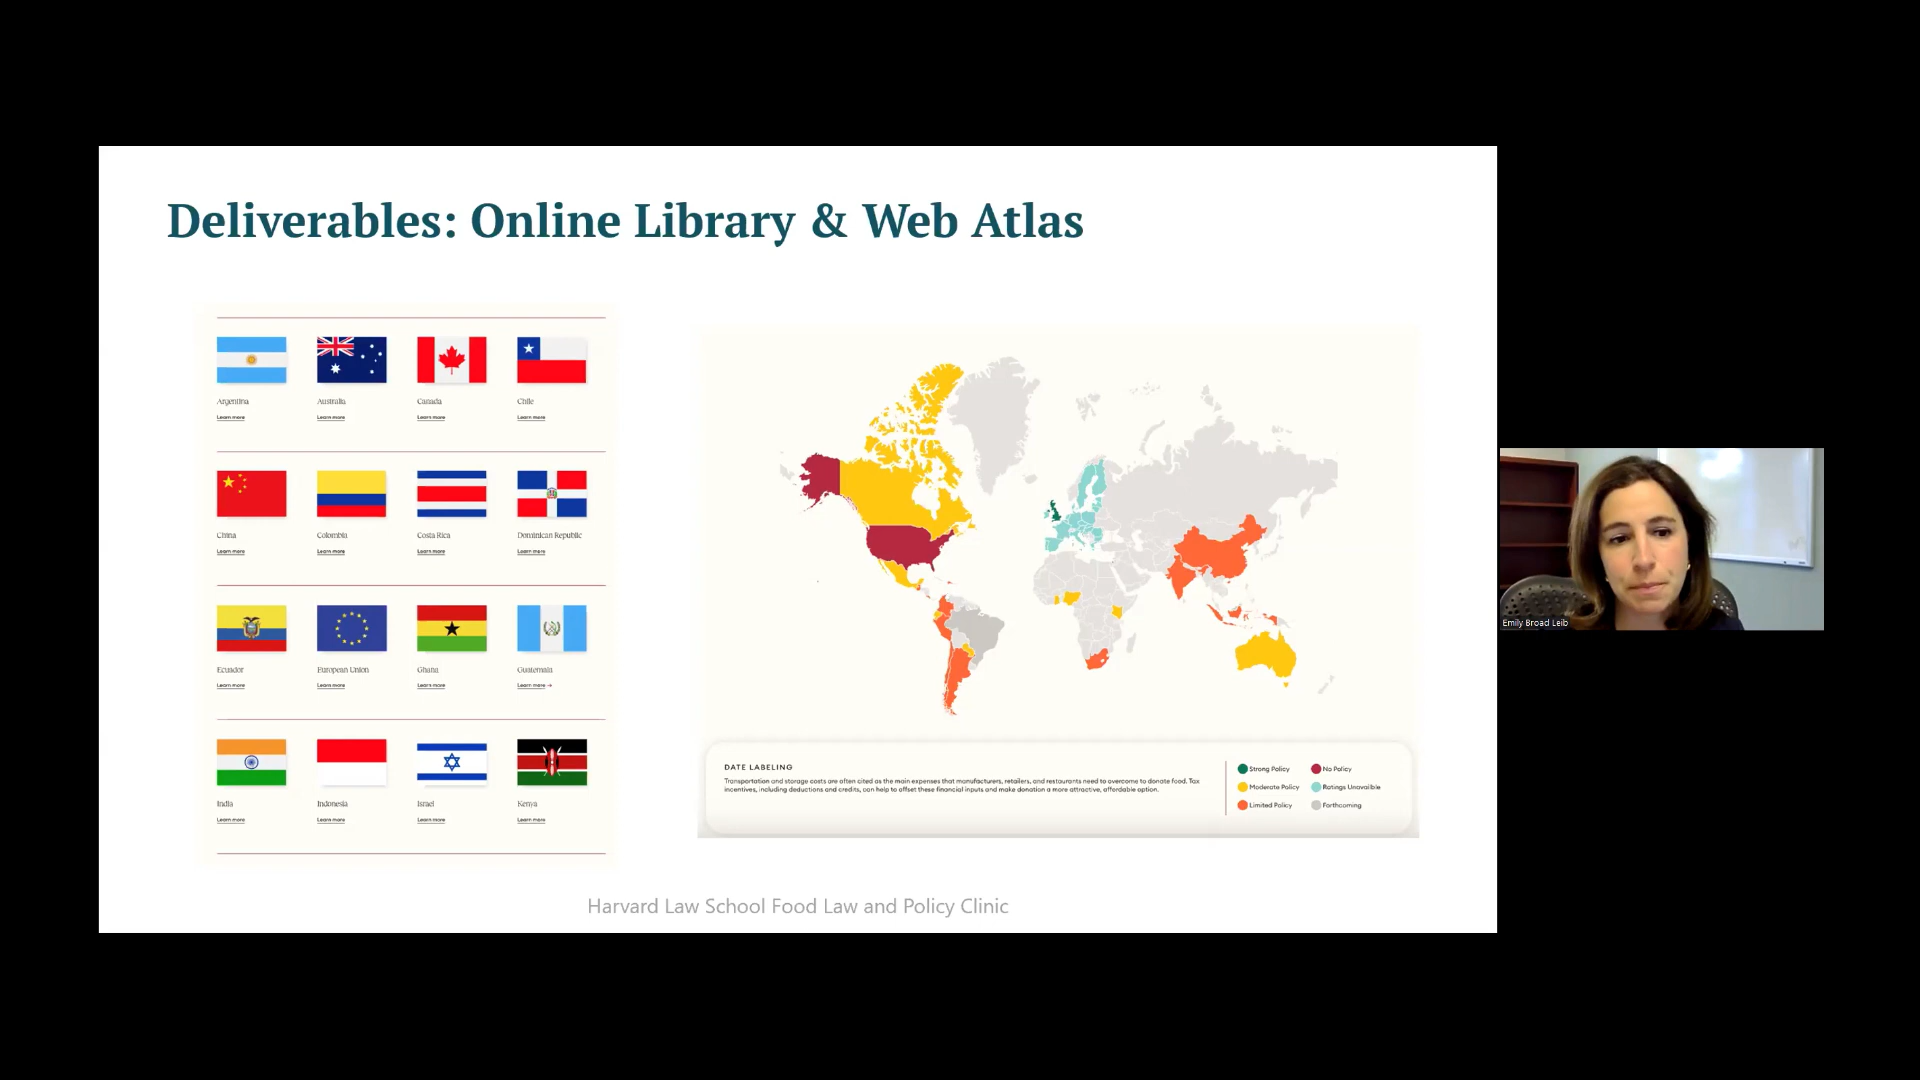 Deliverables: Online Library & Web Atlas
Argentina
Australia
Canada
Chile
Learn more
Learn more
Learn more
Learn more
China
Colombia
Costa Rica
Dominican Republic
Learn more
Learn more
Learn more
Learn more
Ecuador
European Union
Ghana
Guatemala
Learn more
Learn more
Learn more
Learn more →
India
Indonesia
Israel
Kenya
Learn more
Learn more
Learn more
Learn more
DATE LABELING
Transportation and storage costs are often cited as the main expenses that manufacturers, retailers, and restaurants need to overcome to donate food. Tax
incentives, including deductions and credits, can help to offset these financial inputs and make donation a more attractive, affordable option.
Strong Policy
No Policy
Moderate Policy
Ratings Unavailble
Limited Policy
Forthcoming
Harvard Law School Food Law and Policy Clinic
Emily Broad Leib